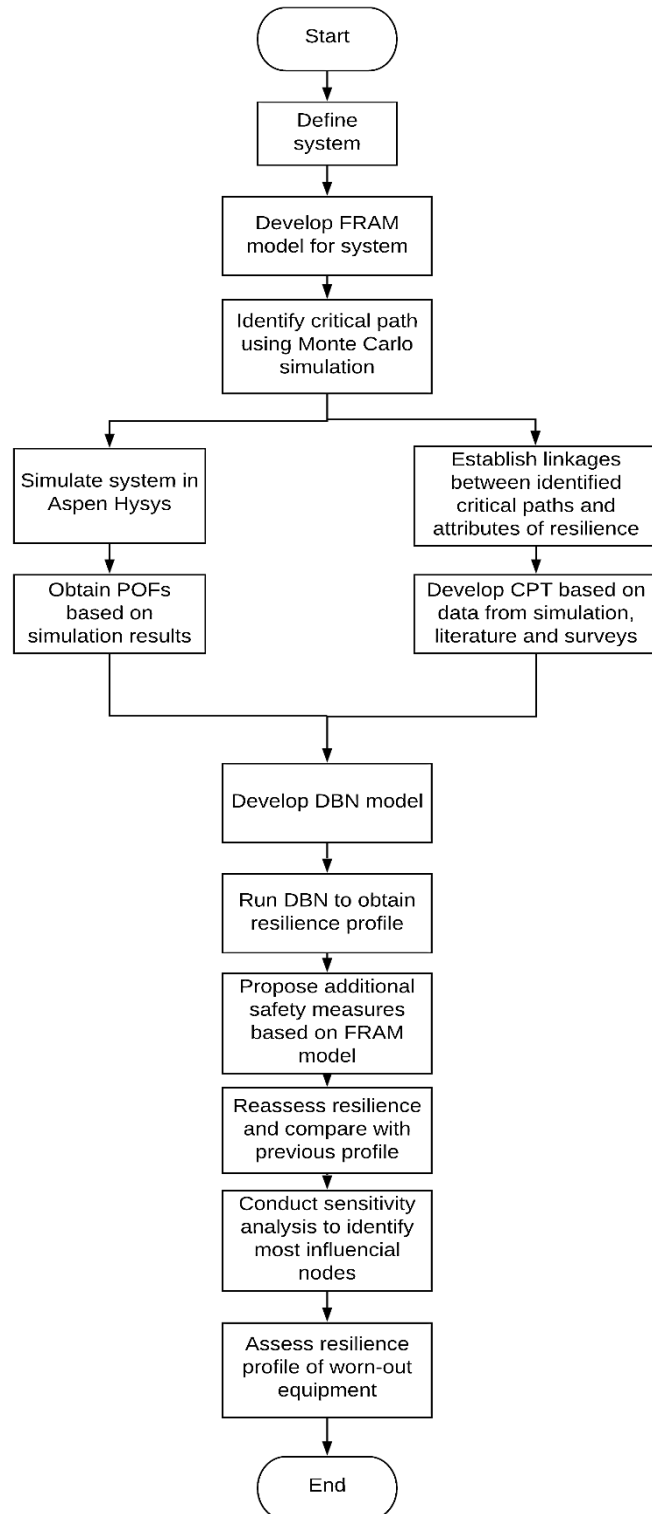 Start
Define
system
Develop FRAM
model for system
Identify critical path
using Monte Carlo
simulation
Simulate system in
Aspen Hysys
Establish linkages
between identified
critical paths and
attributes of resilience
Obtain POFs
based on
simulation results
Develop CPT based on
data from simulation,
literature and surveys
Develop DBN model
Run DBN to obtain
resilience profile
Propose additional
safety measures
based on FRAM
model
Reassess resilience
and compare with
previous profile
Conduct sensitivity
analysis to identify
most influencial
nodes
Assess resilience
profile of worn-out
equipment
End